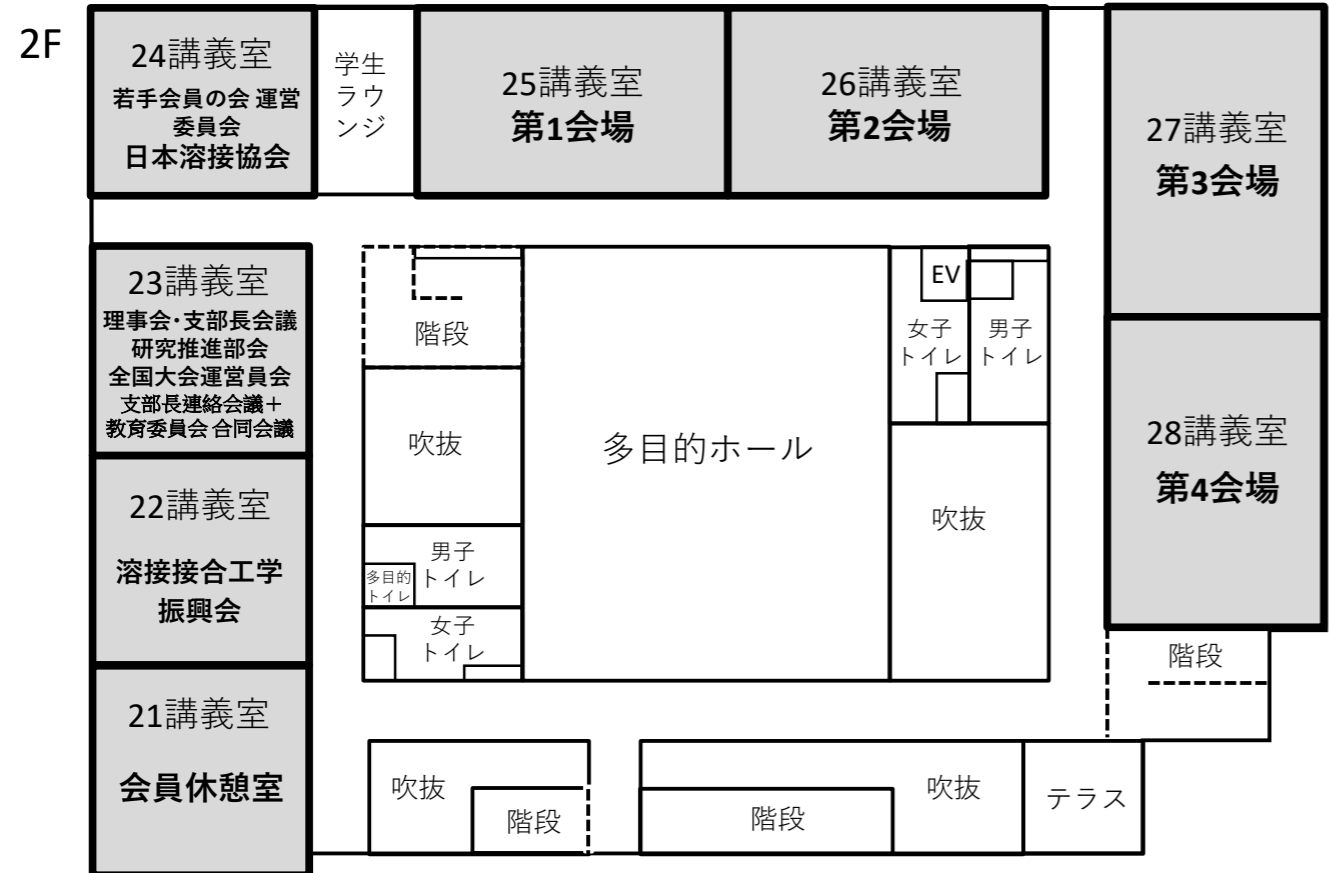 2F
24講義室
若手会員の会 運営
委員会
日本溶接協会
学生
ラウ
ンジ
25講義室
第1会場
26講義室
第2会場
27講義室
第3会場
23講義室
理事会・支部長会議
研究推進部会
全国大会運営員会
支部長連絡会議＋
教育委員会 合同会議
階段
EV
女子
トイレ
男子
トイレ
吹抜
多目的ホール
28講義室
第4会場
22講義室
溶接接合工学
振興会
吹抜
男子
トイレ
多目的
トイレ
女子
トイレ
階段
21講義室
会員休憩室
吹抜
階段
階段
吹抜
テラス